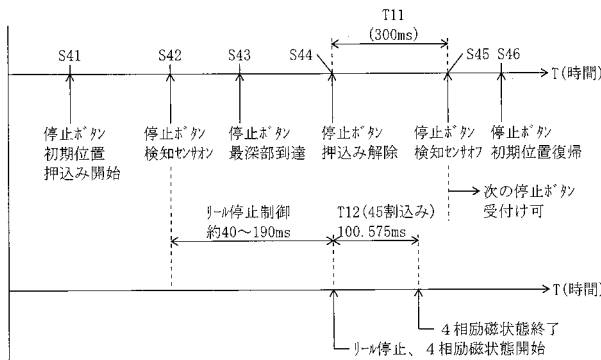 T11
(300ms)
S41
S42
S43
S44
S45
S46
T(時間)
停止ﾎﾞﾀﾝ
初期位置
押込み開始
停止ﾎﾞﾀﾝ
検知ｾﾝｻｵﾝ
停止ﾎﾞﾀﾝ
最深部到達
停止ﾎﾞﾀﾝ
押込み解除
停止ﾎﾞﾀﾝ
検知ｾﾝｻｵﾌ
停止ﾎﾞﾀﾝ
初期位置復帰
次の停止ﾎﾞﾀﾝ
受付け可
ﾘｰﾙ停止制御
約40～190ms
T12(45割込み)
100.575ms
T(時間)
4相励磁状態終了
ﾘｰﾙ停止、4相励磁状態開始